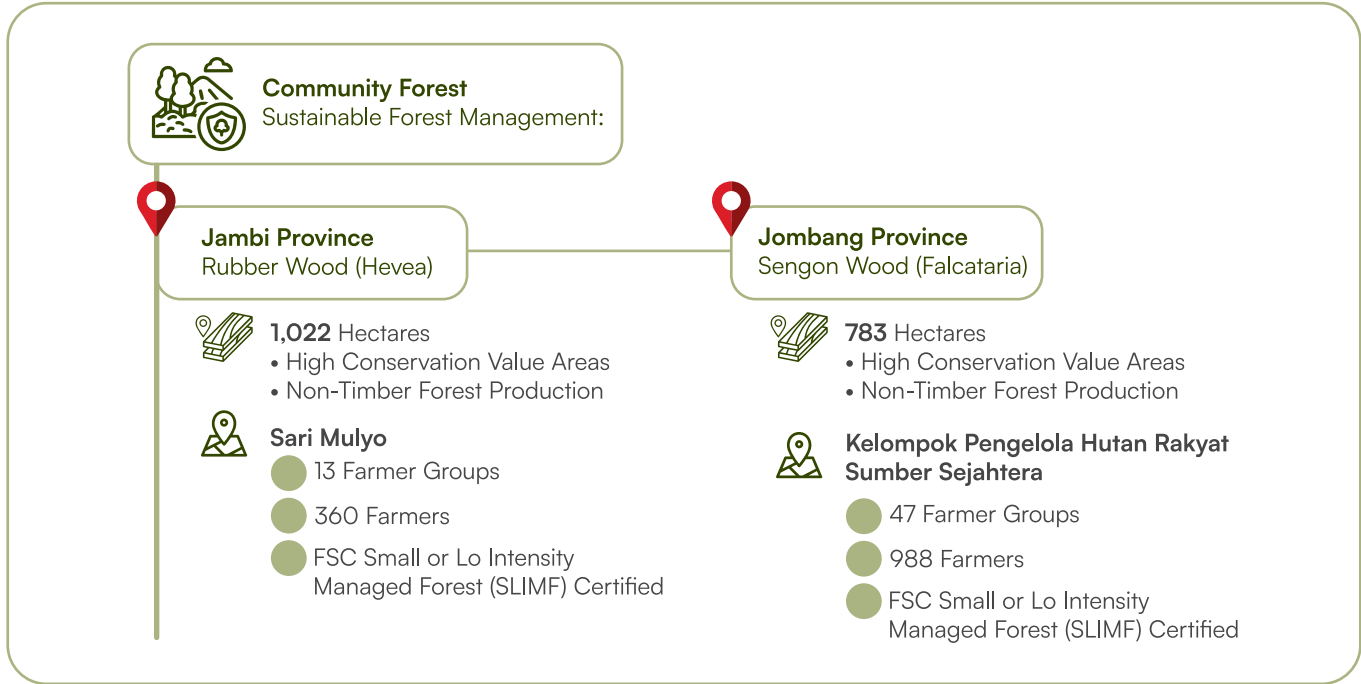 Community Forest
Sustainable Forest Management:
Jambi Province
Rubber Wood (Hevea)
1,022 Hectares
• High Conservation Value Areas
• Non-Timber Forest Production
Sari Mulyo
13 Farmer Groups
360 Farmers
FSC Small or Lo Intensity
Managed Forest (SLIMF) Certified
Jombang Province
Sengon Wood (Falcataria)
783 Hectares
• High Conservation Value Areas
• Non-Timber Forest Production
Kelompok Pengelola Hutan Rakyat
Sumber Sejahtera
47 Farmer Groups
988 Farmers
FSC Small or Lo Intensity
Managed Forest (SLIMF) Certified